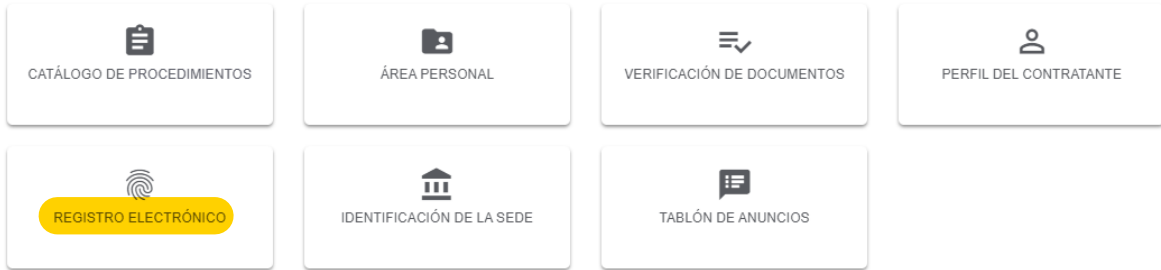 CATÁLOGO DE PROCEDIMIENTOS
ÁREA PERSONAL
VERIFICACIÓN DE DOCUMENTOS
PERFIL DEL CONTRATANTE
REGISTRO ELECTRÓNICO
IDENTIFICACIÓN DE LA SEDE
TABLÓN DE ANUNCIOS